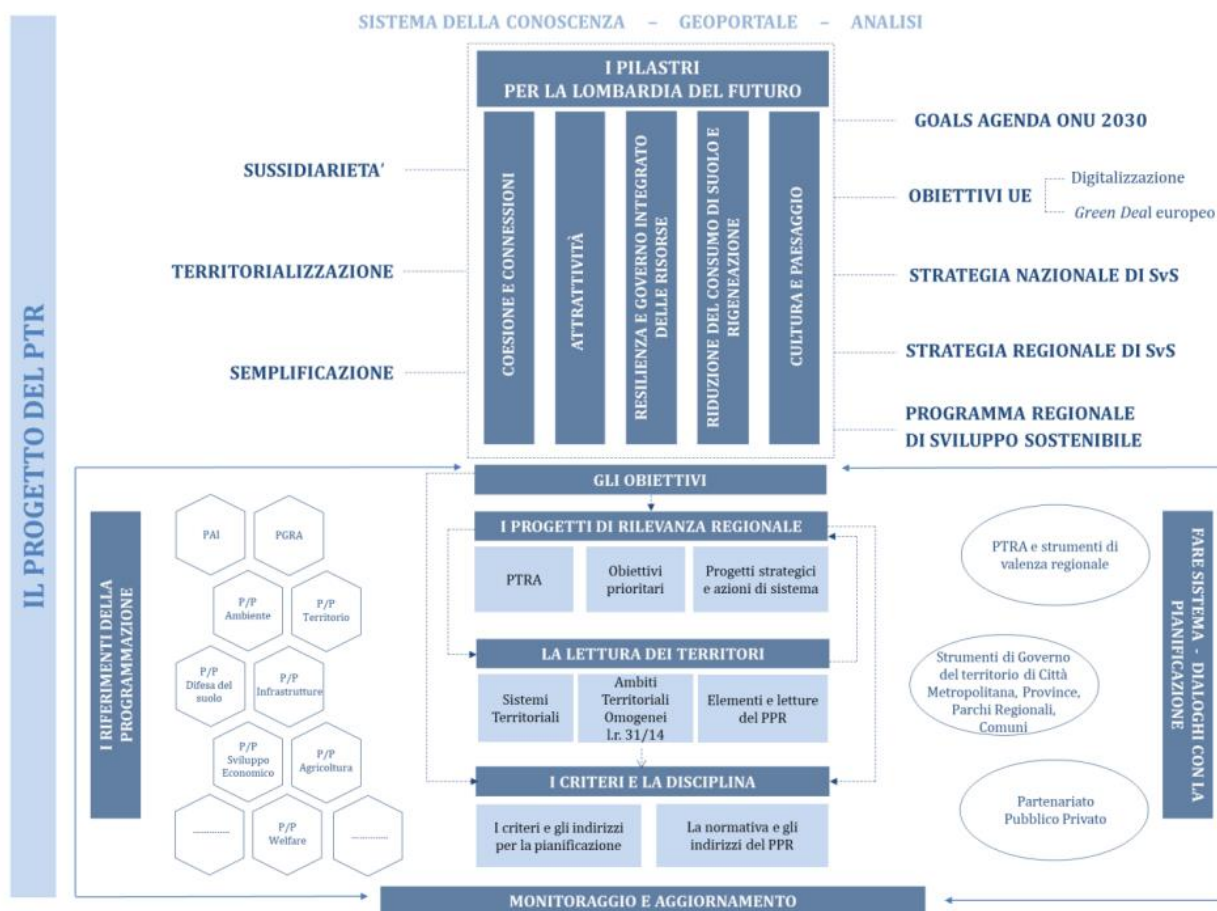 SISTEMA DELLA CONOSCENZA – GEOPORTALE – ANALISI
IL PROGETTO DEL PTR
I PILASTRI
PER LA LOMBARDIA DEL FUTURO
COESIONE E CONNESSIONI
ATTRATTIVITÀ
RESILIENZA E GOVERNO INTEGRATO
DELLE RISORSE
RIDUZIONE DEL CONSUMO DI SUOLO E
RIGENEAZIONE
CULTURA E PAESAGGIO
SUSSIDIARIETA'
TERRITORIALIZZAZIONE
SEMPLIFICAZIONE
GOALS AGENDA ONU 2030
OBIETTIVI UE
Digitalizzazione
Green Deal europeo
STRATEGIA NAZIONALE DI SvS
STRATEGIA REGIONALE DI SvS
PROGRAMMA REGIONALE
DI SVILUPPO SOSTENIBILE
GLI OBIETTIVI
I PROGETTI DI RILEVANZA REGIONALE
PTRA
Obiettivi
prioritari
Progetti strategici
e azioni di sistema
LA LETTURA DEI TERRITORI
Sistemi
Territoriali
Ambiti
Territoriali
Omogenei
l.r. 31/14
Elementi e letture
del PPR
I CRITERI E LA DISCIPLINA
I criteri e gli indirizzi
per la pianificazione
La normativa e gli
indirizzi del PPR
I RIFERIMENTI DELLA
PROGRAMMAZIONE
PAI
PGRA
P/P
Ambiente
P/P
Territorio
P/P
Difesa del
suolo
P/P
Infrastrutture
P/P
Sviluppo
Economico
P/P
Agricoltura
P/P
Welfare
PTRA e strumenti di
valenza regionale
Strumenti di Governo
del territorio di Città
Metropolitana, Province,
Parchi Regionali,
Comuni
Partenariato
Pubblico Privato
FARE SISTEMA - DIALOGHI CON LA
PIANIFICAZIONE
MONITORAGGIO E AGGIORNAMENTO